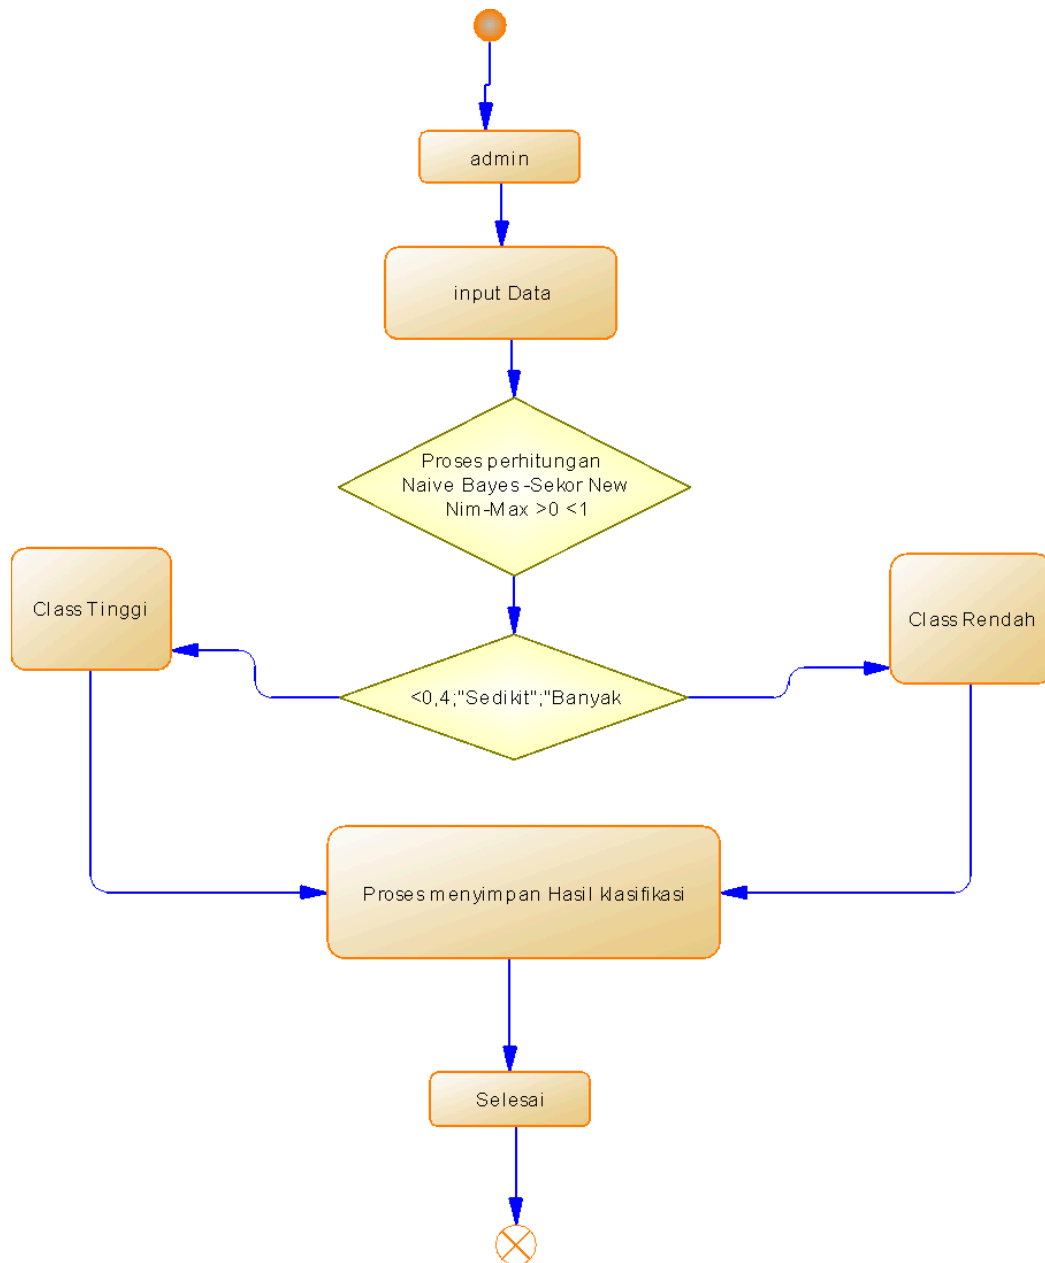 admin
input Data
Proses perhitungan
Naive Bayes -Sekor New
Nim-Max >0 <1
Class Tinggi
Class Rendah
<0,4;"Sedikit";"Banyak
Proses menyimpan Hasil klasifikasi
Selesai